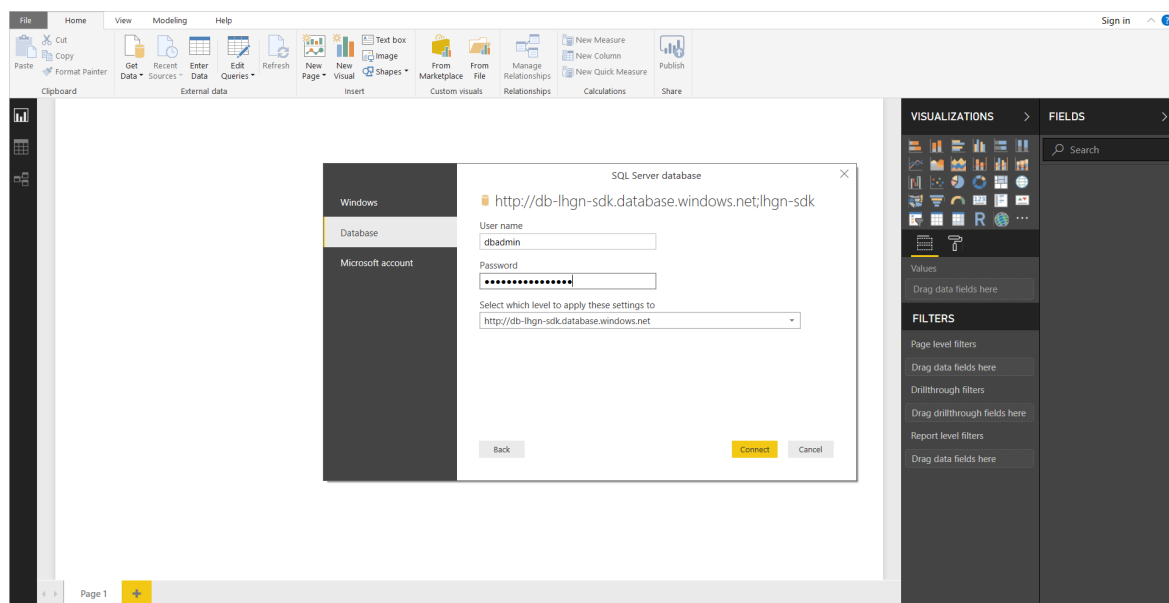 File Home View Modeling Help Sign in
Cut
Copy
Format Painter
Paste
Clipboard
Get Data
Recent Sources
Enter Data
Edit Queries
Refresh
External data
New Page
New Visual
Text box
Image
Shapes
Insert
From Marketplace
From File
Custom visuals
Manage Relationships
Relationships
New Measure
New Column
New Quick Measure
Calculations
Publish
Share
SQL Server database
Windows
Database
Microsoft account
http://db-lhgn-sdk.database.windows.net;lhgn-sdk
User name
dbadmin
Password
Select which level to apply these settings to
http://db-lhgn-sdk.database.windows.net
Back Connect Cancel
VISUALIZATIONS
R
Values
Drag data fields here
FILTERS
Page level filters
Drag data fields here
Drillthrough filters
Drag drillthrough fields here
Report level filters
Drag data fields here
FIELDS
Search
Page 1